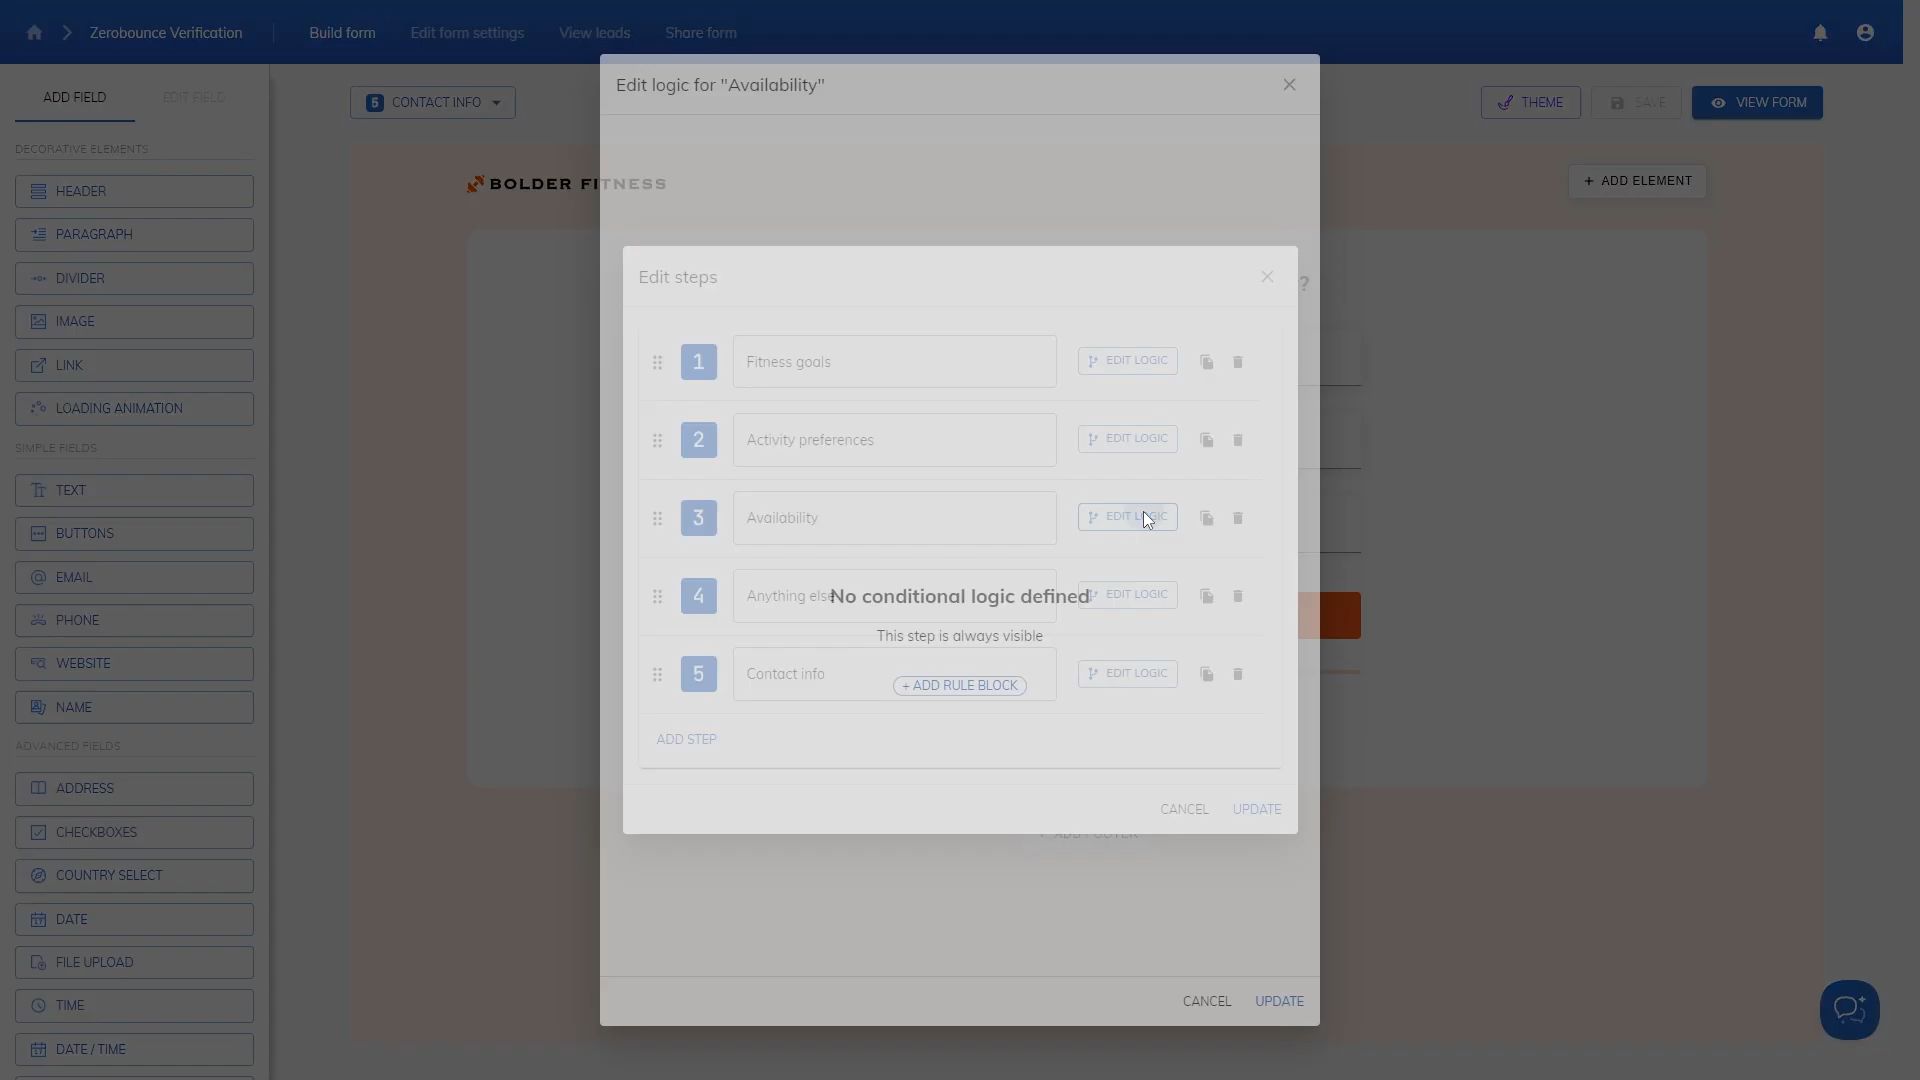 Zerobounce Verification
Build form
Edit form settings
View leads
Share form
ADD FIELD
EDIT FIELD
DECORATIVE ELEMENTS
HEADER
PARAGRAPH
DIVIDER
IMAGE
LINK
LOADING ANIMATION
SIMPLE FIELDS
TEXT
BUTTONS
EMAIL
PHONE
WEBSITE
NAME
ADVANCED FIELDS
ADDRESS
CHECKBOXES
COUNTRY SELECT
DATE
FILE UPLOAD
TIME
DATE / TIME
5 CONTACT INFO
THEME
SAVE
VIEW FORM
BOLDER FITNESS
+ ADD ELEMENT
?
Edit logic for "Availability"
Edit steps
1 Fitness goals EDIT LOGIC
2 Activity preferences EDIT LOGIC
3 Availability EDIT LOGIC
4 Anything else EDIT LOGIC
5 Contact info EDIT LOGIC
ADD STEP
CANCEL
UPDATE
No conditional logic defined
This step is always visible
+ ADD RULE BLOCK
+ ADD FOOTER
CANCEL
UPDATE